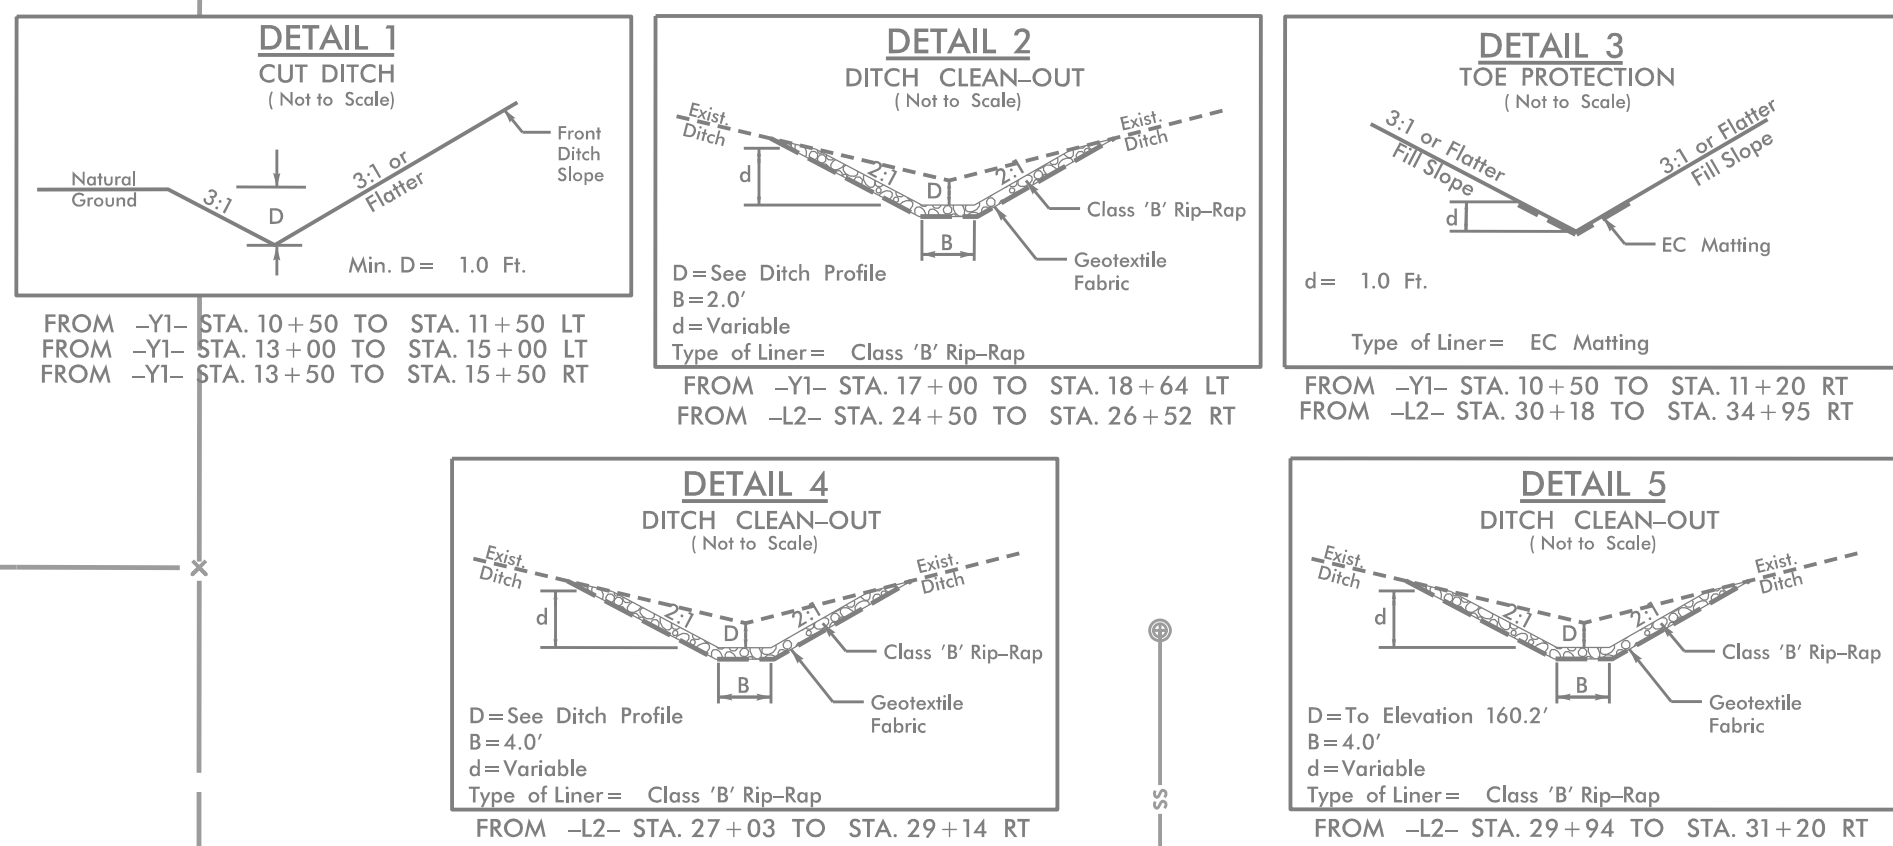 DETAIL 1
CUT DITCH
( Not to Scale)
Front
Ditch
Slope
Natural
Ground
3:1
D
3:1 or
Flatter
Min. D= 1.0 Ft.
FROM –Y1– STA. 10+50 TO STA. 11+50 LT
FROM –Y1– STA. 13+00 TO STA. 15+00 LT
FROM –Y1– STA. 13+50 TO STA. 15+50 RT
DETAIL 2
DITCH CLEAN–OUT
( Not to Scale)
Exist.
Ditch
Exist.
Ditch
d
2:1
D
2:1
Class 'B' Rip–Rap
B
Geotextile
Fabric
D=See Ditch Profile
B=2.0'
d=Variable
Type of Liner= Class 'B' Rip–Rap
FROM –Y1– STA. 17+00 TO STA. 18+64 LT
FROM –L2– STA. 24+50 TO STA. 26+52 RT
DETAIL 3
TOE PROTECTION
( Not to Scale)
3:1 or Flatter
Fill Slope
3:1 or Flatter
Fill Slope
d
EC Matting
d= 1.0 Ft.
Type of Liner= EC Matting
FROM –Y1– STA. 10+50 TO STA. 11+20 RT
FROM –L2– STA. 30+18 TO STA. 34+95 RT
DETAIL 4
DITCH CLEAN–OUT
( Not to Scale)
Exist.
Ditch
Exist.
Ditch
d
2:1
D
2:1
Class 'B' Rip–Rap
B
Geotextile
Fabric
D=See Ditch Profile
B=4.0'
d=Variable
Type of Liner= Class 'B' Rip–Rap
FROM –L2– STA. 27+03 TO STA. 29+14 RT
SS
DETAIL 5
DITCH CLEAN–OUT
( Not to Scale)
Exist.
Ditch
Exist.
Ditch
d
2:1
D
2:1
Class 'B' Rip–Rap
B
Geotextile
Fabric
D=To Elevation 160.2'
B=4.0'
d=Variable
Type of Liner= Class 'B' Rip–Rap
FROM –L2– STA. 29+94 TO STA. 31+20 RT